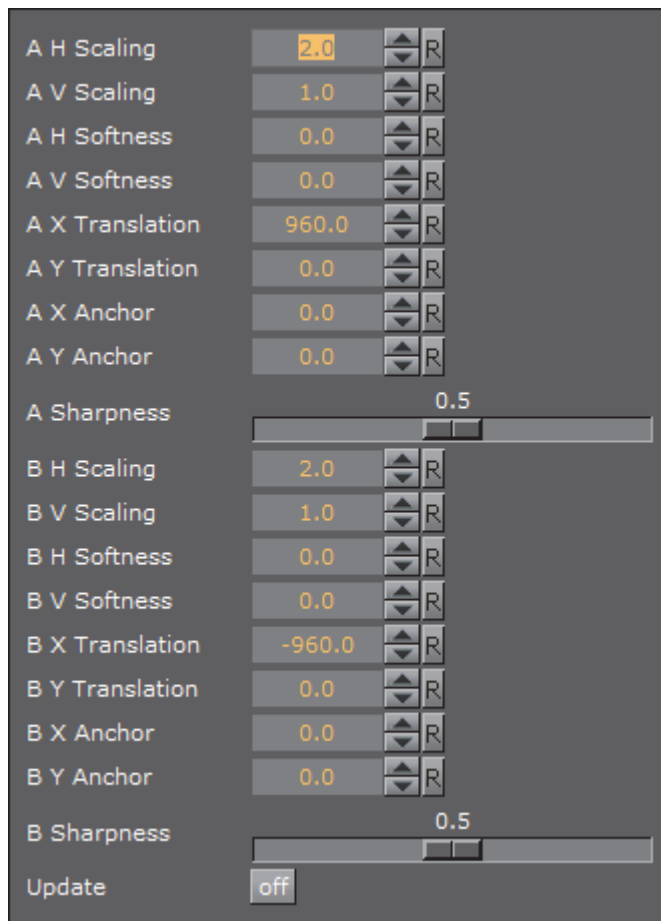 A H Scaling 2.0 R
A V Scaling 1.0 R
A H Softness 0.0 R
A V Softness 0.0 R
A X Translation 960.0 R
A Y Translation 0.0 R
A X Anchor 0.0 R
A Y Anchor 0.0 R
A Sharpness 0.5
B H Scaling 2.0 R
B V Scaling 1.0 R
B H Softness 0.0 R
B V Softness 0.0 R
B X Translation -960.0 R
B Y Translation 0.0 R
B X Anchor 0.0 R
B Y Anchor 0.0 R
B Sharpness 0.5
Update off